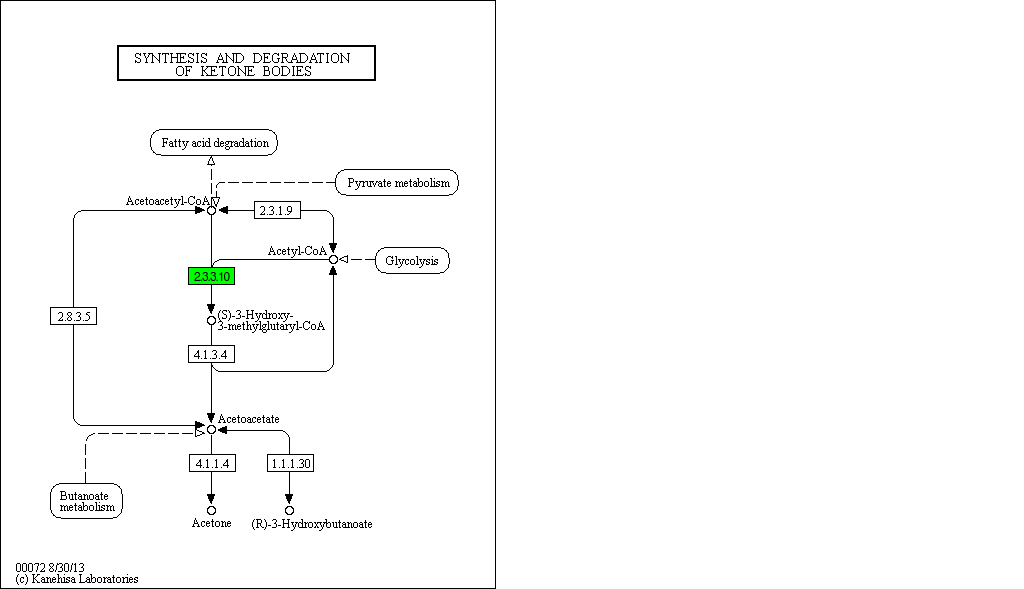 SYNTHESIS AND DEGRADATION
OF KETONE BODIES
Fatty acid degradation
Pyruvate metabolism
Acetoacetyl-CoA
2.3.1.9
Acetyl-CoA
Glycolysis
2.3.3.10
2.8.3.5
(S)-3-Hydroxy-
3-methylglutaryl-CoA
4.1.3.4
Acetoacetate
4.1.1.4
1.1.1.30
Butanoate
metabolism
Acetone
(R)-3-Hydroxybutanoate
00072 8/30/13
(c) Kanehisa Laboratories